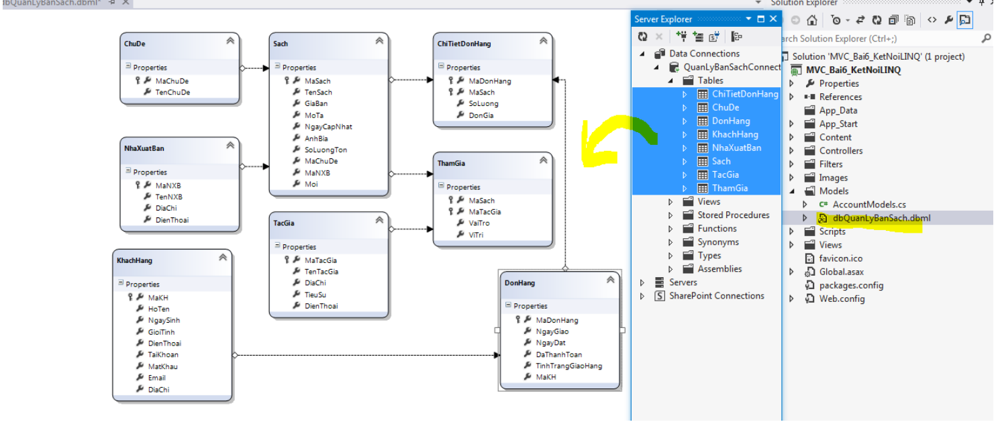 dbQuanLyBanSach.dbml*
ChuDe
Properties
MaChuDe
TenChuDe
NhaXuatBan
Properties
MaNXB
TenNXB
DiaChi
DienThoai
KhachHang
Properties
MaKH
HoTen
NgaySinh
GioiTinh
DienThoai
TaiKhoan
MatKhau
Email
DiaChi
Sach
Properties
MaSach
TenSach
GiaBan
MoTa
NgayCapNhat
AnhBia
SoLuongTon
MaChuDe
MaNXB
Moi
TacGia
Properties
MaTacGia
TenTacGia
DiaChi
TieuSu
DienThoai
ChiTietDonHang
Properties
MaDonHang
MaSach
SoLuong
DonGia
ThamGia
Properties
MaSach
MaTacGia
VaiTro
ViTri
DonHang
Properties
MaDonHang
NgayGiao
NgayDat
DaThanhToan
TinhTrangGiaoHang
MaKH
Server Explorer
Data Connections
QuanLyBanSachConnect
Tables
ChiTietDonHang
ChuDe
DonHang
KhachHang
NhaXuatBan
Sach
TacGia
ThamGia
Views
Stored Procedures
Functions
Synonyms
Types
Assemblies
Servers
SharePoint Connections
Solution Explorer
arch Solution Explorer (Ctrl+;)
Solution 'MVC_Bai6_KetNoiLINQ' (1 project)
MVC_Bai6_KetNoiLINQ
Properties
References
App_Data
App_Start
Content
Controllers
Filters
Images
Models
C# AccountModels.cs
dbQuanLyBanSach.dbml
Scripts
Views
favicon.ico
Global.asax
packages.config
Web.config